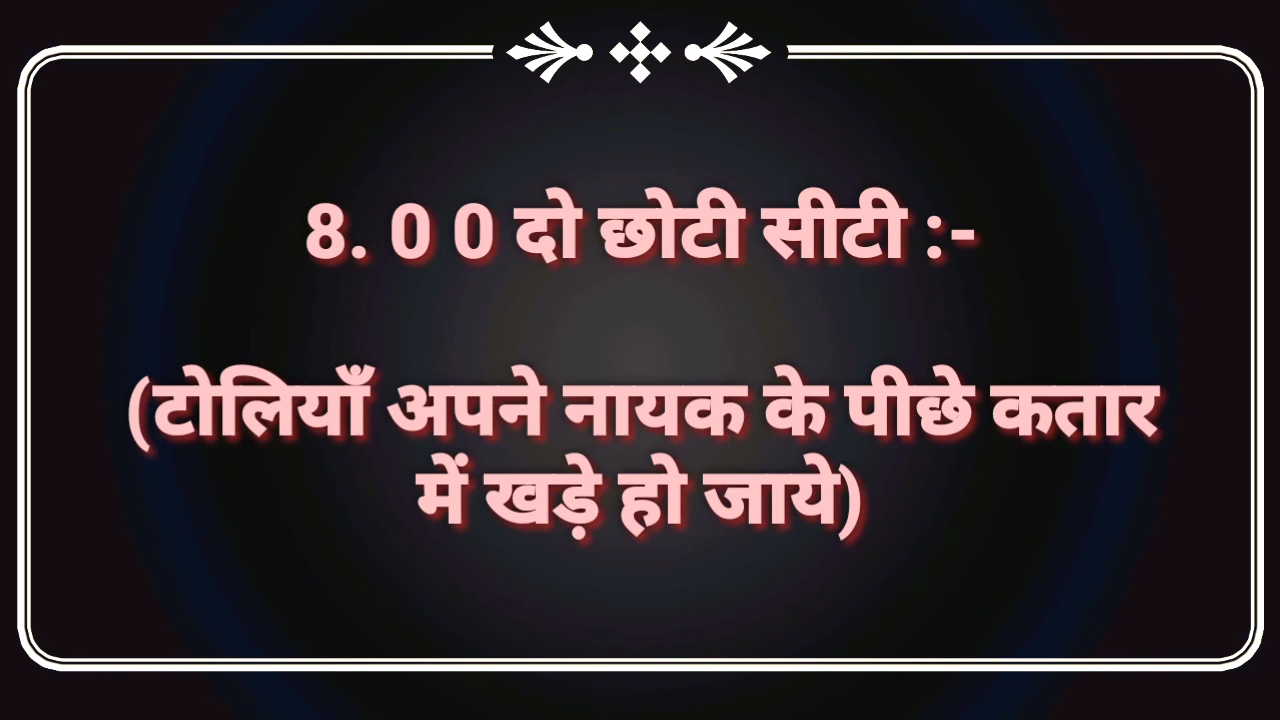 8. 0 0 दो छोटी सीटी :-
(टोलियाँ अपने नायक के पीछे कतार
में खड़े हो जाये)